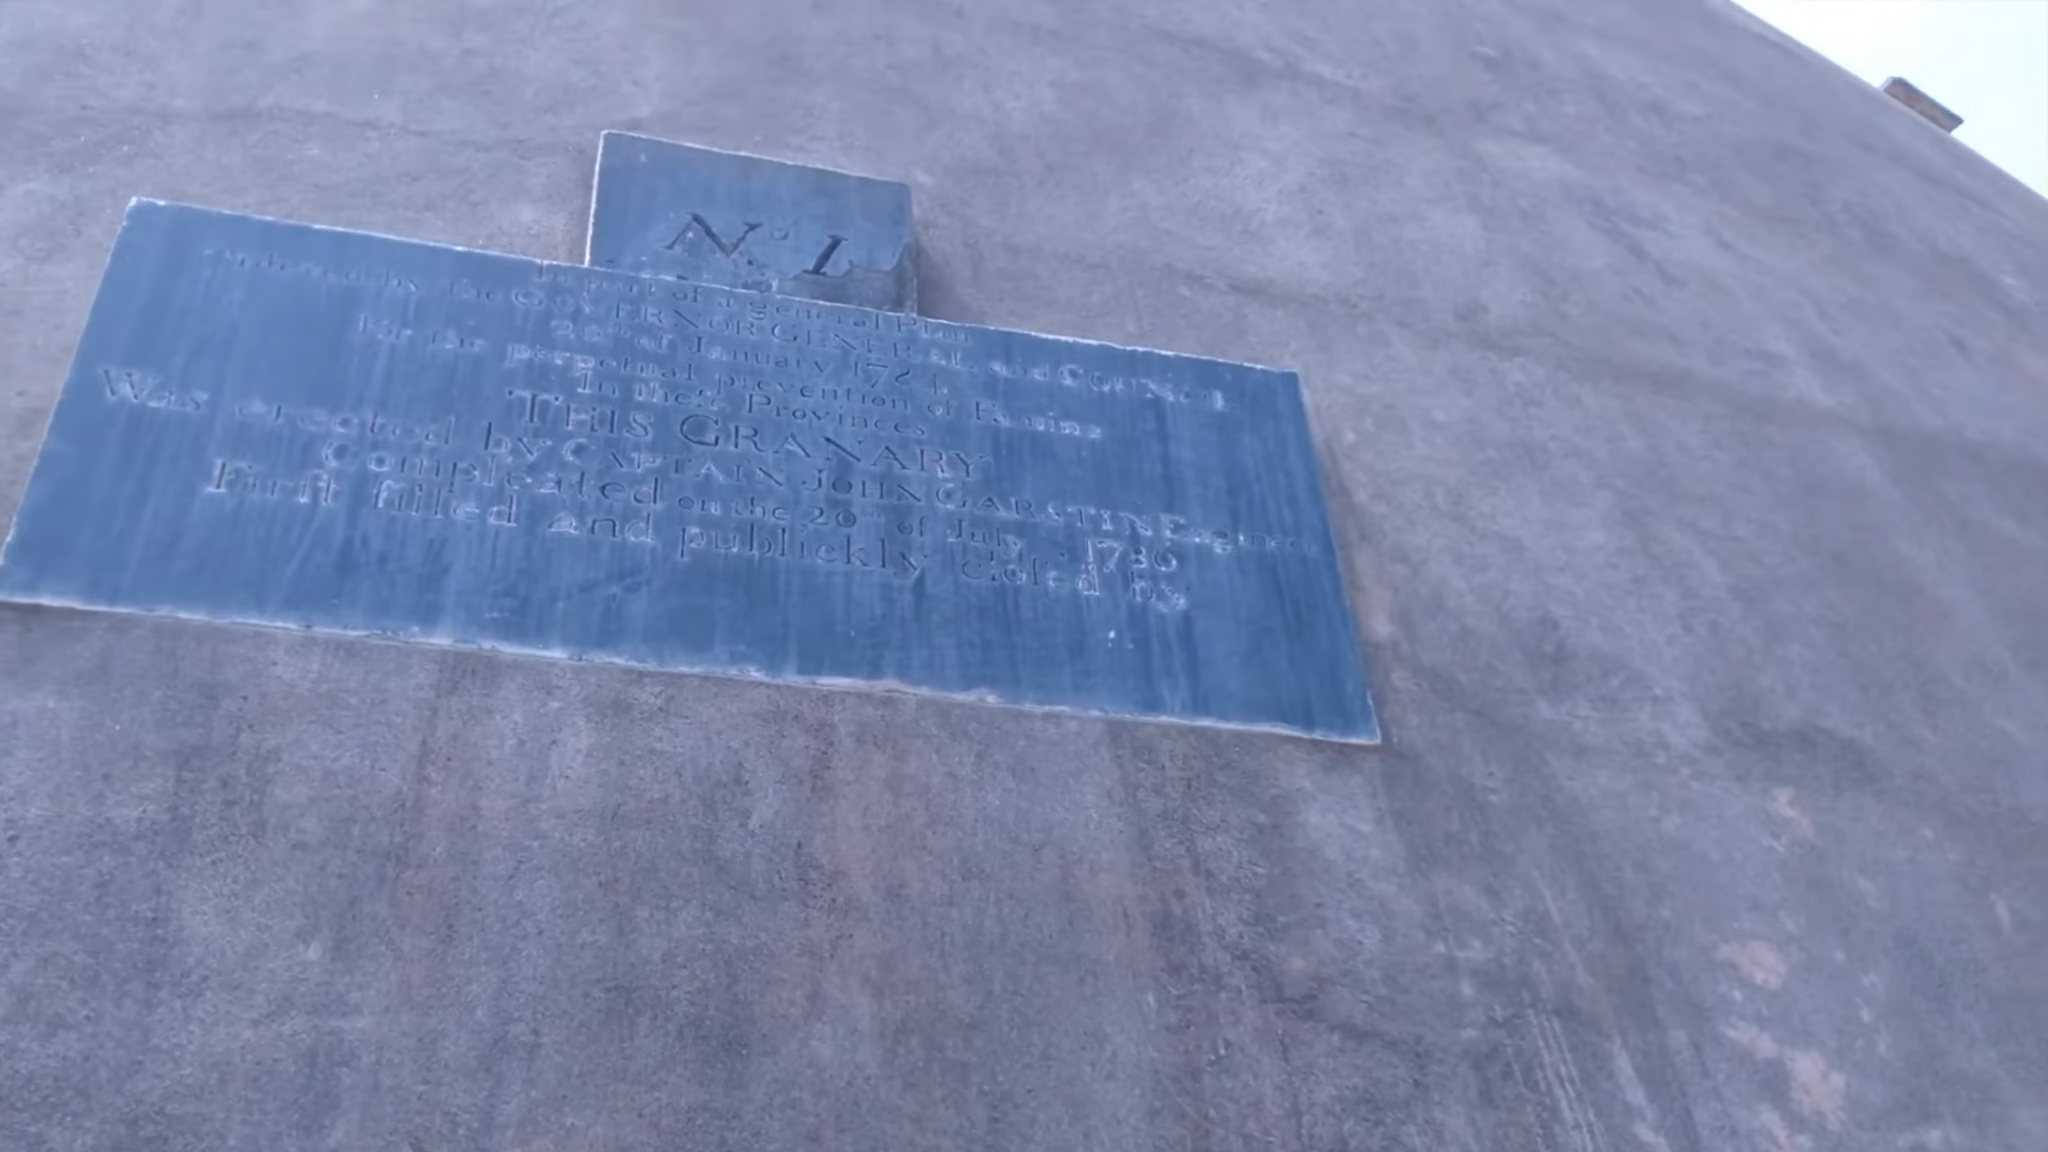 No I.
In part of a general Plan
ordered by the GOVERNOR GENERAL and COUNCIL
20th of January 1784
for the perpetual prevention of Famine
In these Provinces
THIS GRANARY
Was erected by CAPTAIN JOHN GARSTIN Engineer
Compleated on the 20th of July 1786
First filled and publickly closed by